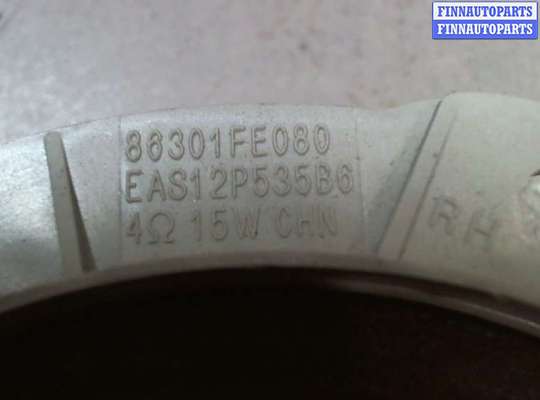 FINNAUTOPARTS
FINNAUTOPARTS
86301FE080
EAS12P535B6
4Ω 15W CHN
RH